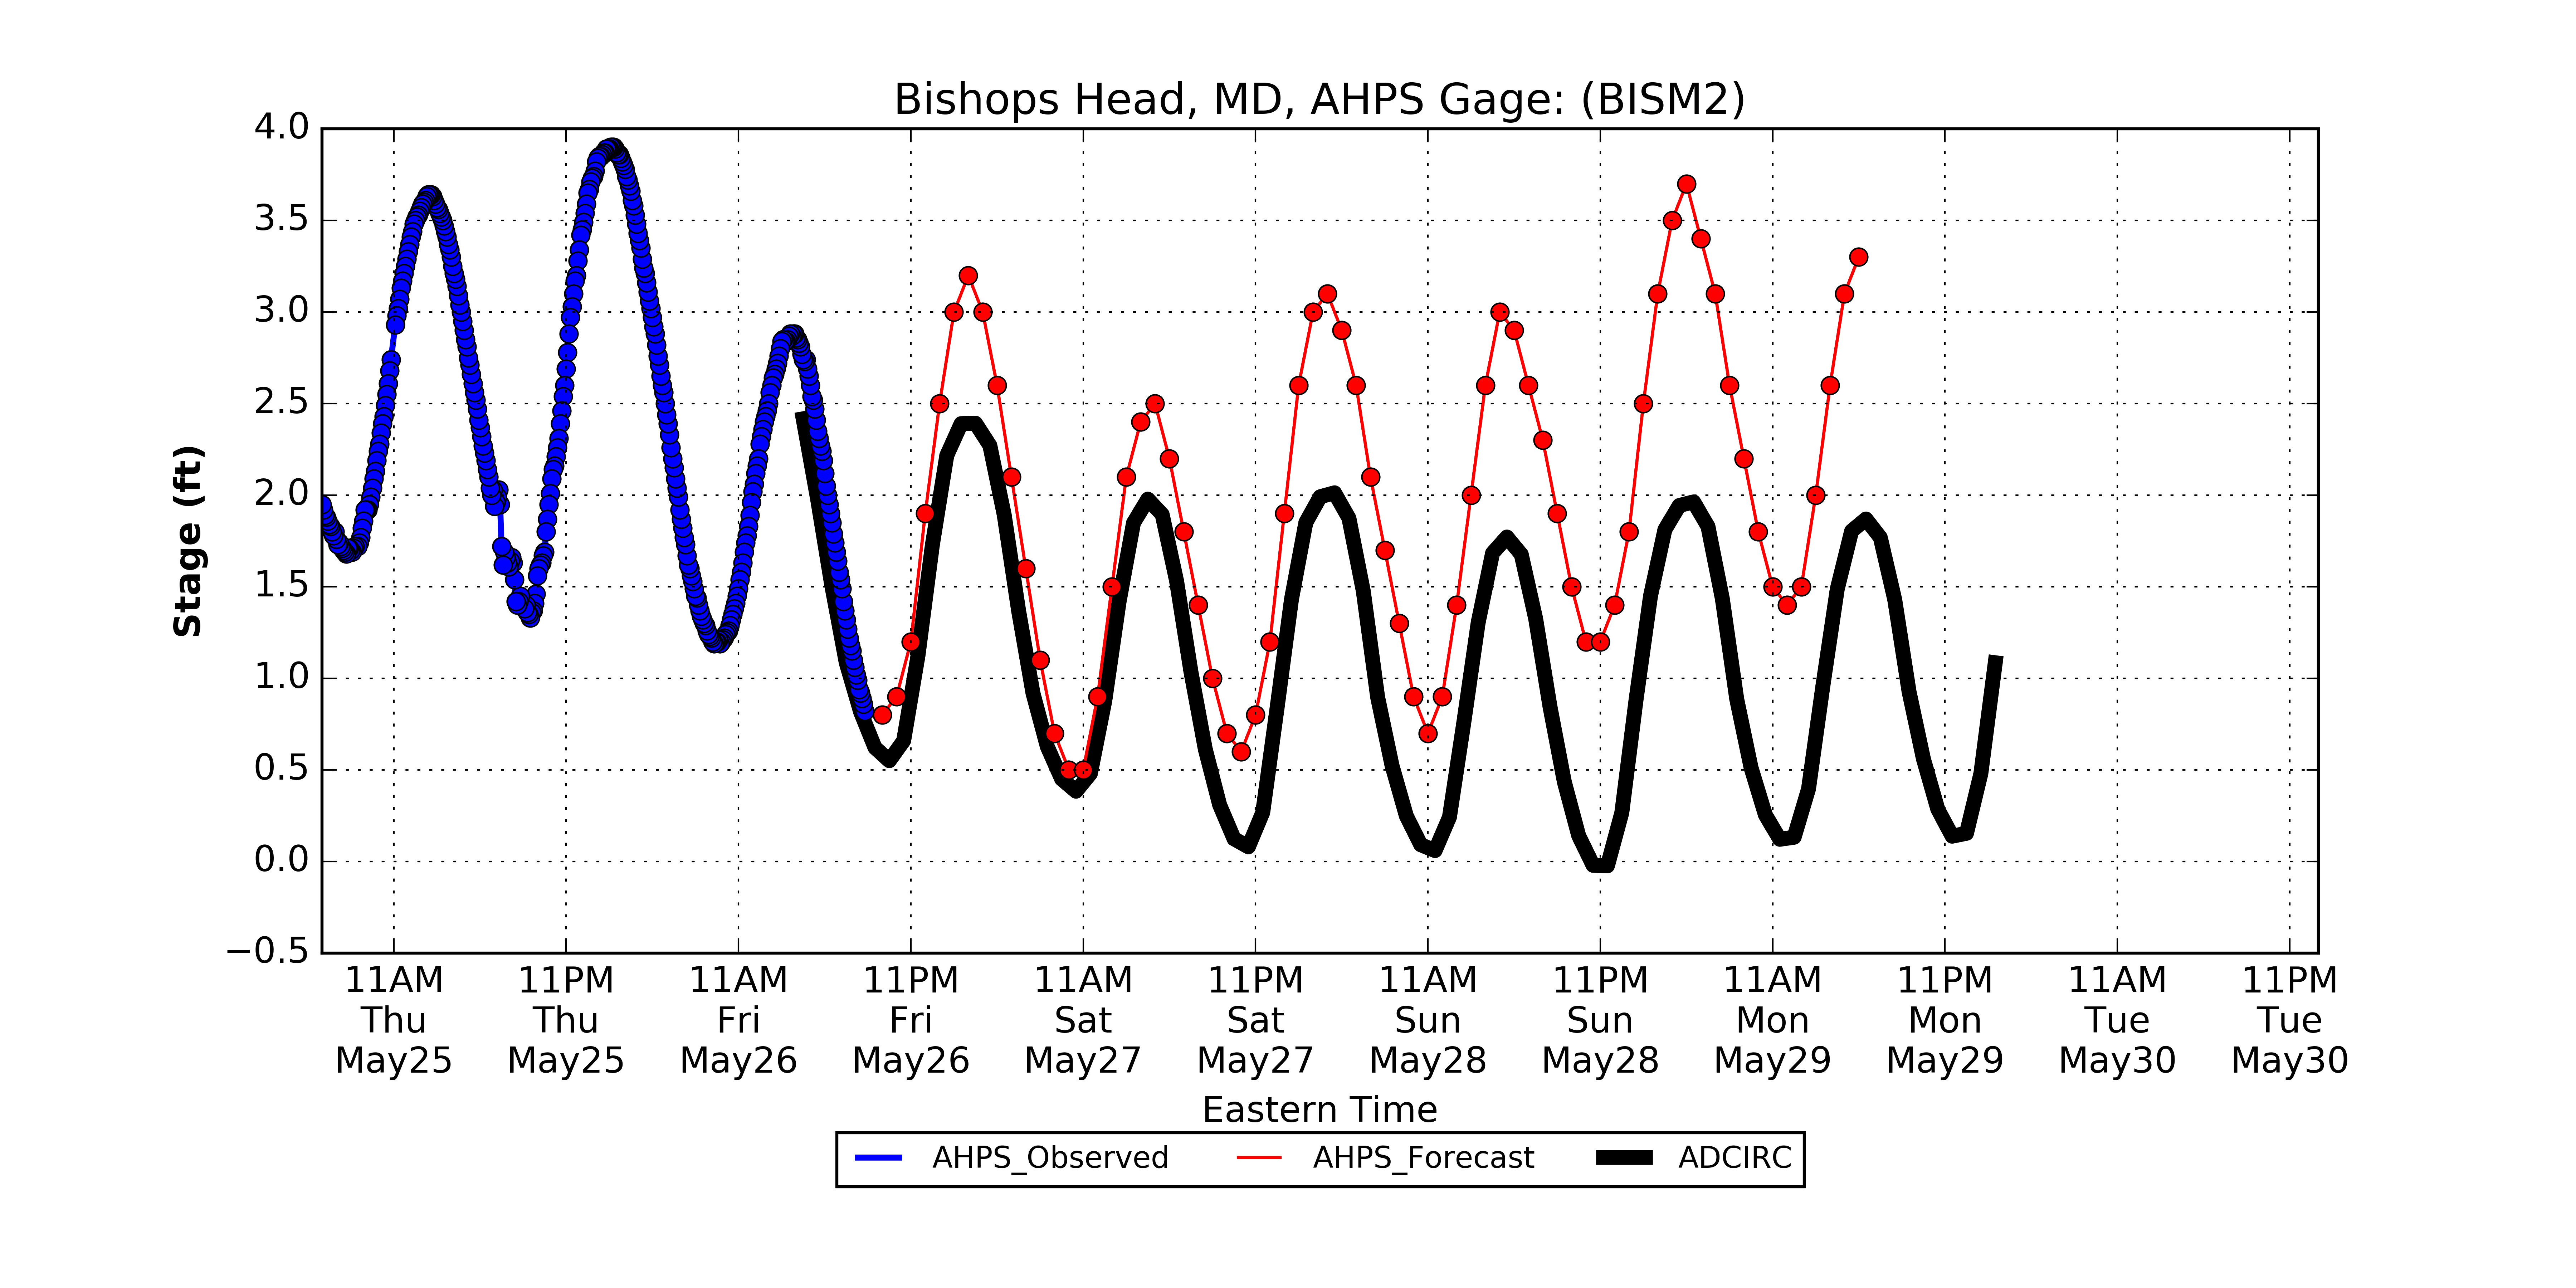 Bishops Head, MD, AHPS Gage: (BISM2)
4.0
3.5
3.0
2.5
2.0
1.5
1.0
0.5
0.0
−0.5
Stage (ft)
11AM 11PM 11AM 11PM 11AM 11PM 11AM 11PM 11AM 11PM 11AM 11PM
Thu Thu Fri Fri Sat Sat Sun Sun Mon Mon Tue Tue
May25 May25 May26 May26 May27 May27 May28 May28 May29 May29 May30 May30
Eastern Time
AHPS_Observed AHPS_Forecast ADCIRC